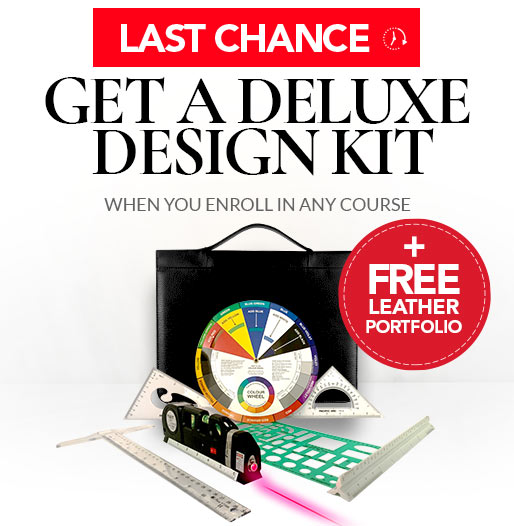 LAST CHANCE
GET A DELUXE
DESIGN KIT
WHEN YOU ENROLL IN ANY COURSE
+
FREE
LEATHER
PORTFOLIO
COLOUR
WHEEL